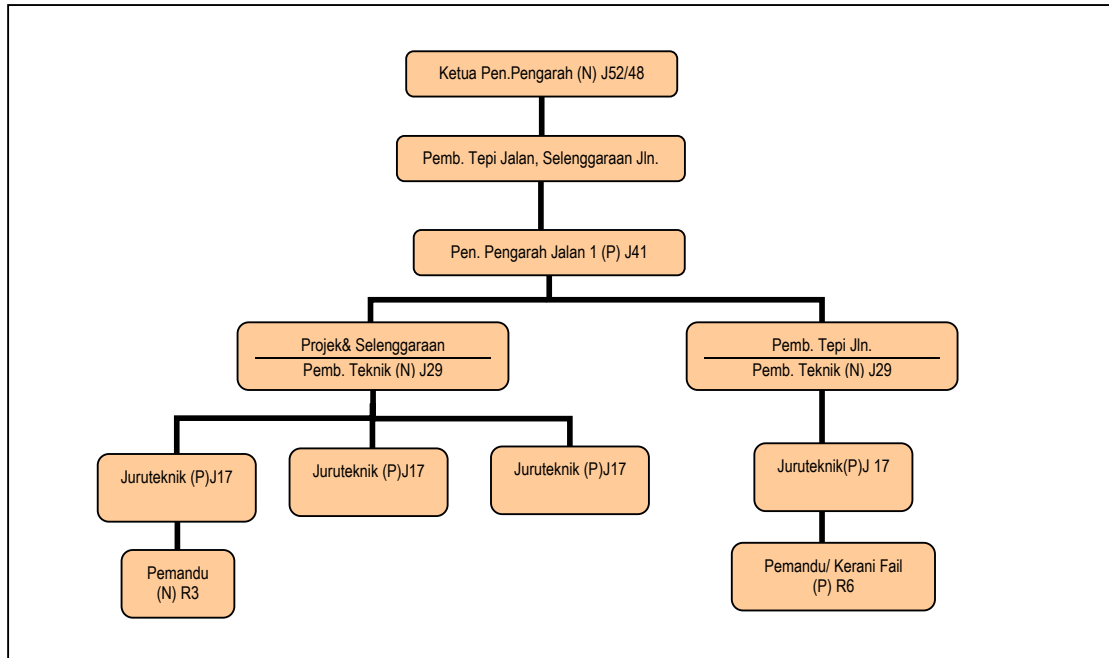 Ketua Pen.Pengarah (N) J52/48
Pemb. Tepi Jalan, Selenggaraan Jln.
Pen. Pengarah Jalan 1 (P) J41
Projek& Selenggaraan
Pemb. Teknik (N) J29
Pemb. Tepi Jln.
Pemb. Teknik (N) J29
Juruteknik (P)J17
Juruteknik (P)J17
Juruteknik (P)J17
Juruteknik(P)J 17
Pemandu
(N) R3
Pemandu/ Kerani Fail
(P) R6